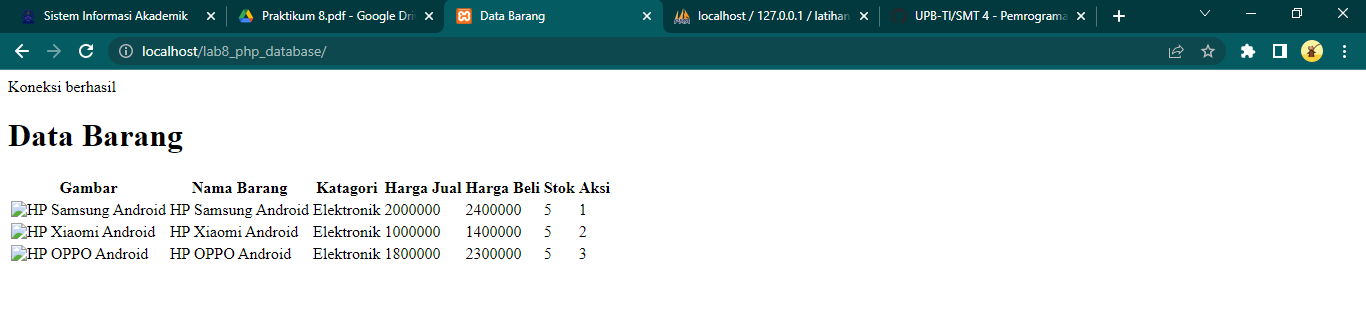 Sistem Informasi Akademik
Praktikum 8.pdf - Google Dri
Data Barang
localhost / 127.0.0.1 / latihan
UPB-TI/SMT 4 - Pemrograma
localhost/lab8_php_database/
Koneksi berhasil
Data Barang
Gambar Nama Barang Katagori Harga Jual Harga Beli Stok Aksi
HP Samsung Android HP Samsung Android Elektronik 2000000 2400000 5 1
HP Xiaomi Android HP Xiaomi Android Elektronik 1000000 1400000 5 2
HP OPPO Android HP OPPO Android Elektronik 1800000 2300000 5 3